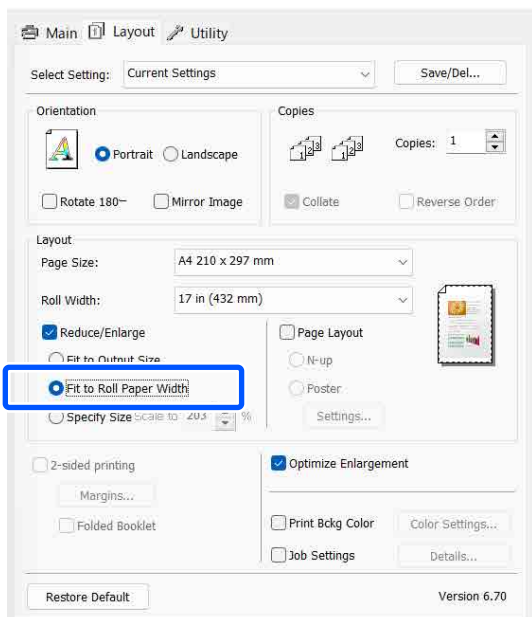 Main Layout Utility
Select Setting: Current Settings Save/Del...
Orientation
Portrait Landscape
Rotate 180– Mirror Image
Copies
Copies: 1
Collate Reverse Order
Layout
Page Size: A4 210 x 297 mm
Roll Width: 17 in (432 mm)
Reduce/Enlarge
Fit to Output Size
Fit to Roll Paper Width
Specify Size Scale to 203 %
Page Layout
N-up
Poster
Settings...
2-sided printing
Margins...
Folded Booklet
Optimize Enlargement
Print Bckg Color Color Settings...
Job Settings Details...
Restore Default Version 6.70